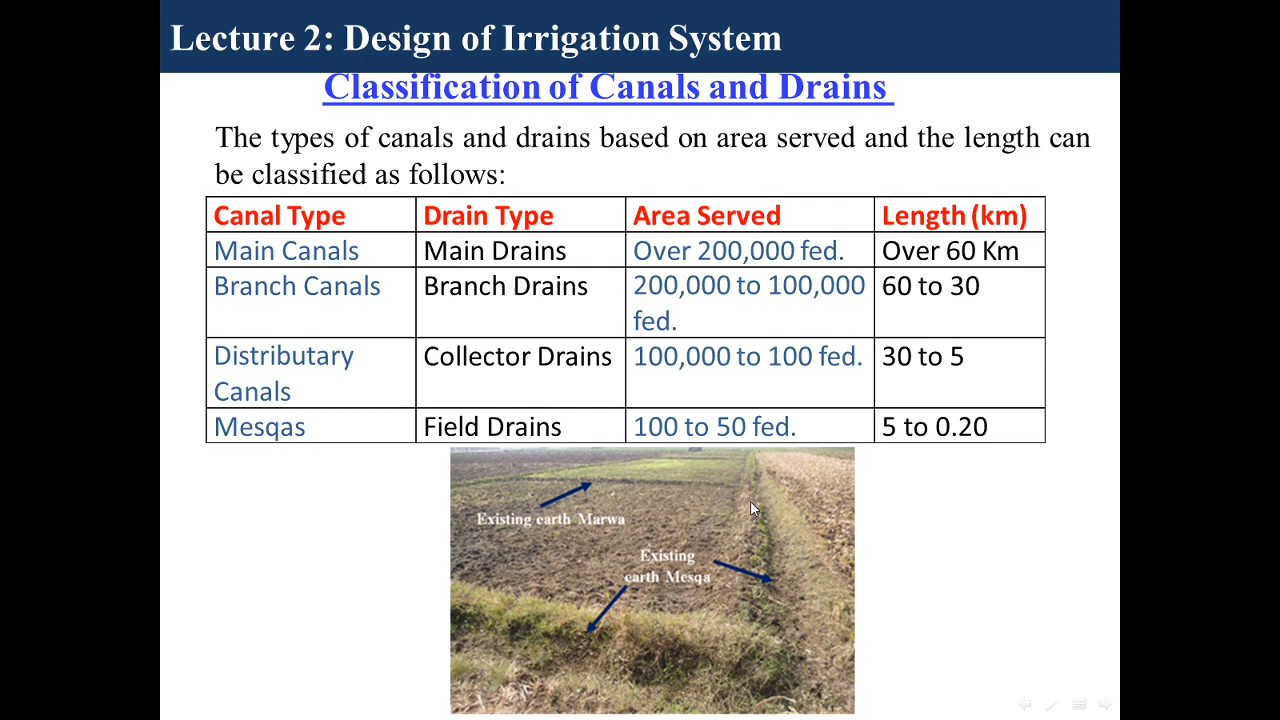 Lecture 2: Design of Irrigation System
Classification of Canals and Drains
The types of canals and drains based on area served and the length can
be classified as follows:
Canal Type Drain Type Area Served Length (km)
Main Canals Main Drains Over 200,000 fed. Over 60 Km
Branch Canals Branch Drains 200,000 to 100,000 60 to 30
fed.
Distributary Collector Drains 100,000 to 100 fed. 30 to 5
Canals
Mesqas Field Drains 100 to 50 fed. 5 to 0.20
Existing earth Marwa
Existing
earth Mesqa